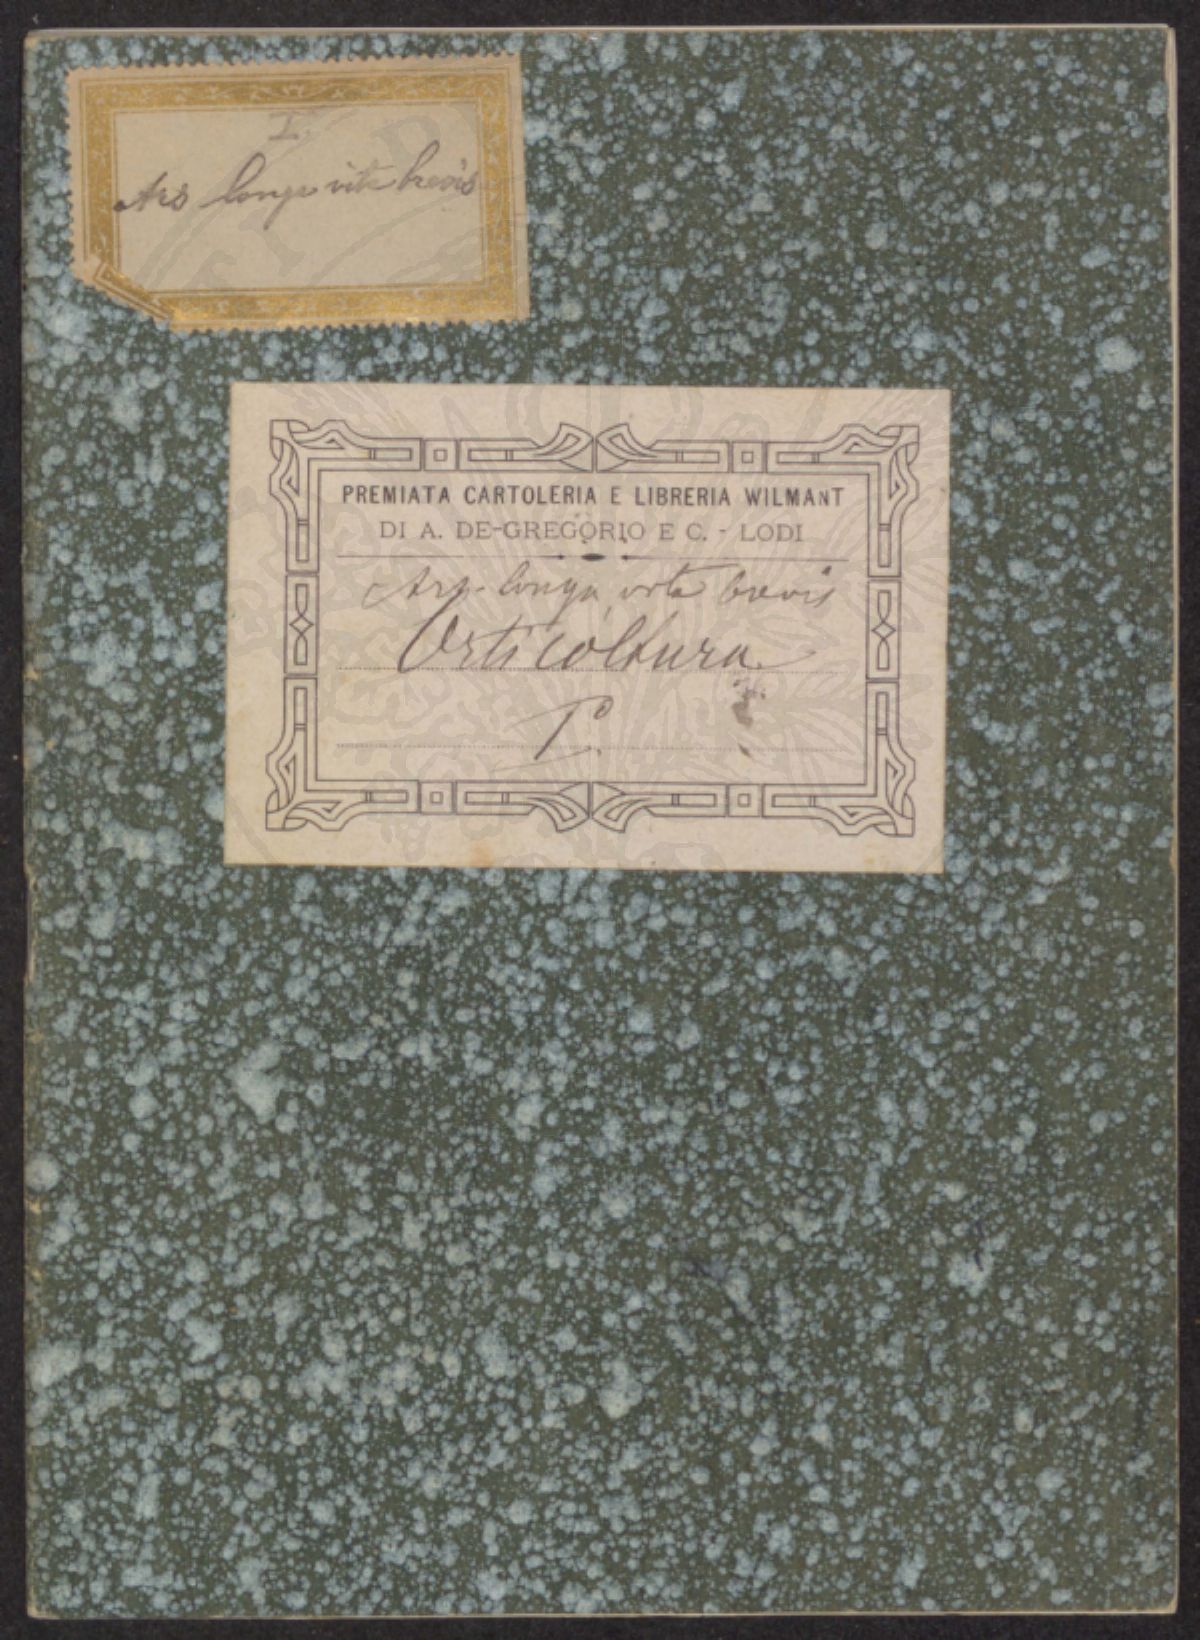 I.
Ars longa vita brevis
PREMIATA CARTOLERIA E LIBRERIA WILMANT
DI A. DE-GREGORIO E C. - LODI
Ars longa, vita brevis
Orticoltura
I°